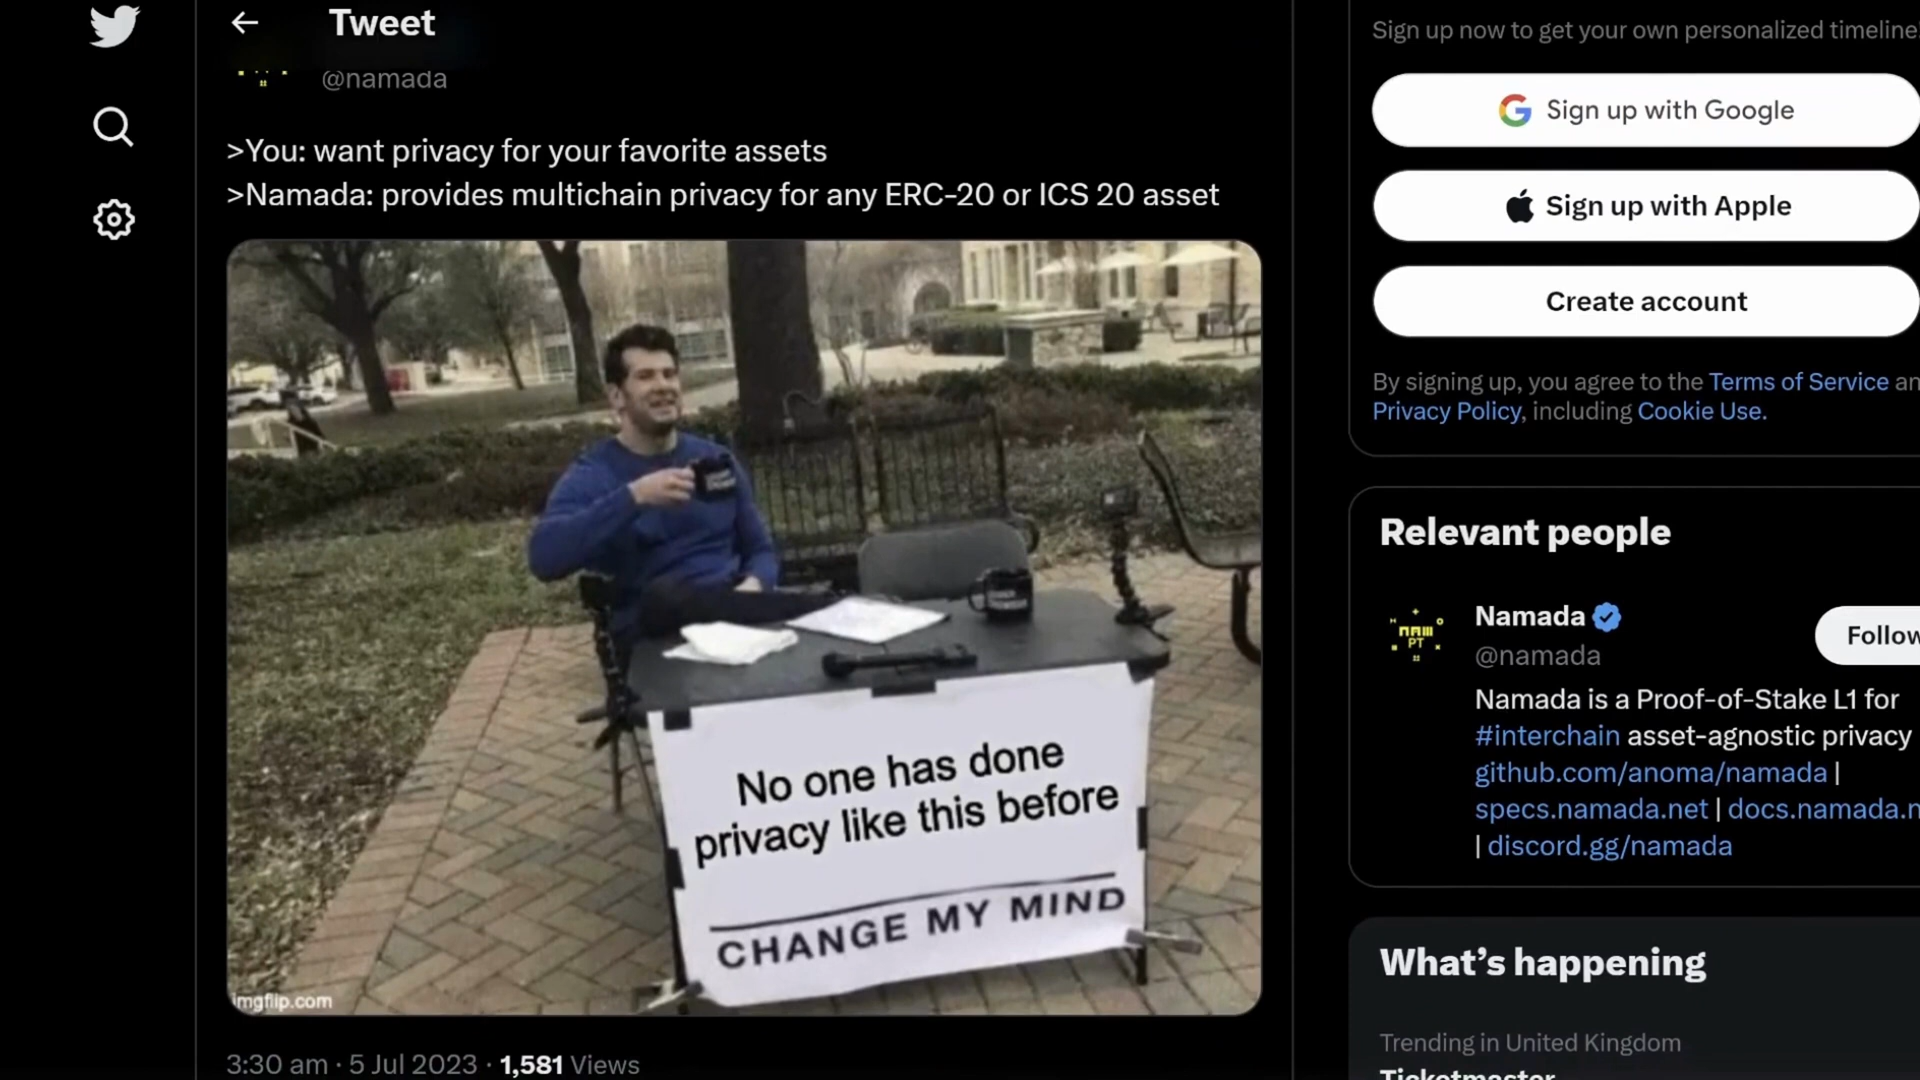 Tweet
@namada
>You: want privacy for your favorite assets
>Namada: provides multichain privacy for any ERC-20 or ICS 20 asset
No one has done
privacy like this before
CHANGE MY MIND
imgflip.com
3:30 am · 5 Jul 2023 · 1,581 Views
Sign up now to get your own personalized timeline
Sign up with Google
Sign up with Apple
Create account
By signing up, you agree to the Terms of Service an
Privacy Policy, including Cookie Use.
Relevant people
Namada
@namada
Follow
Namada is a Proof-of-Stake L1 for
#interchain asset-agnostic privacy
github.com/anoma/namada |
specs.namada.net | docs.namada.n
| discord.gg/namada
What's happening
Trending in United Kingdom
Ticketmaster